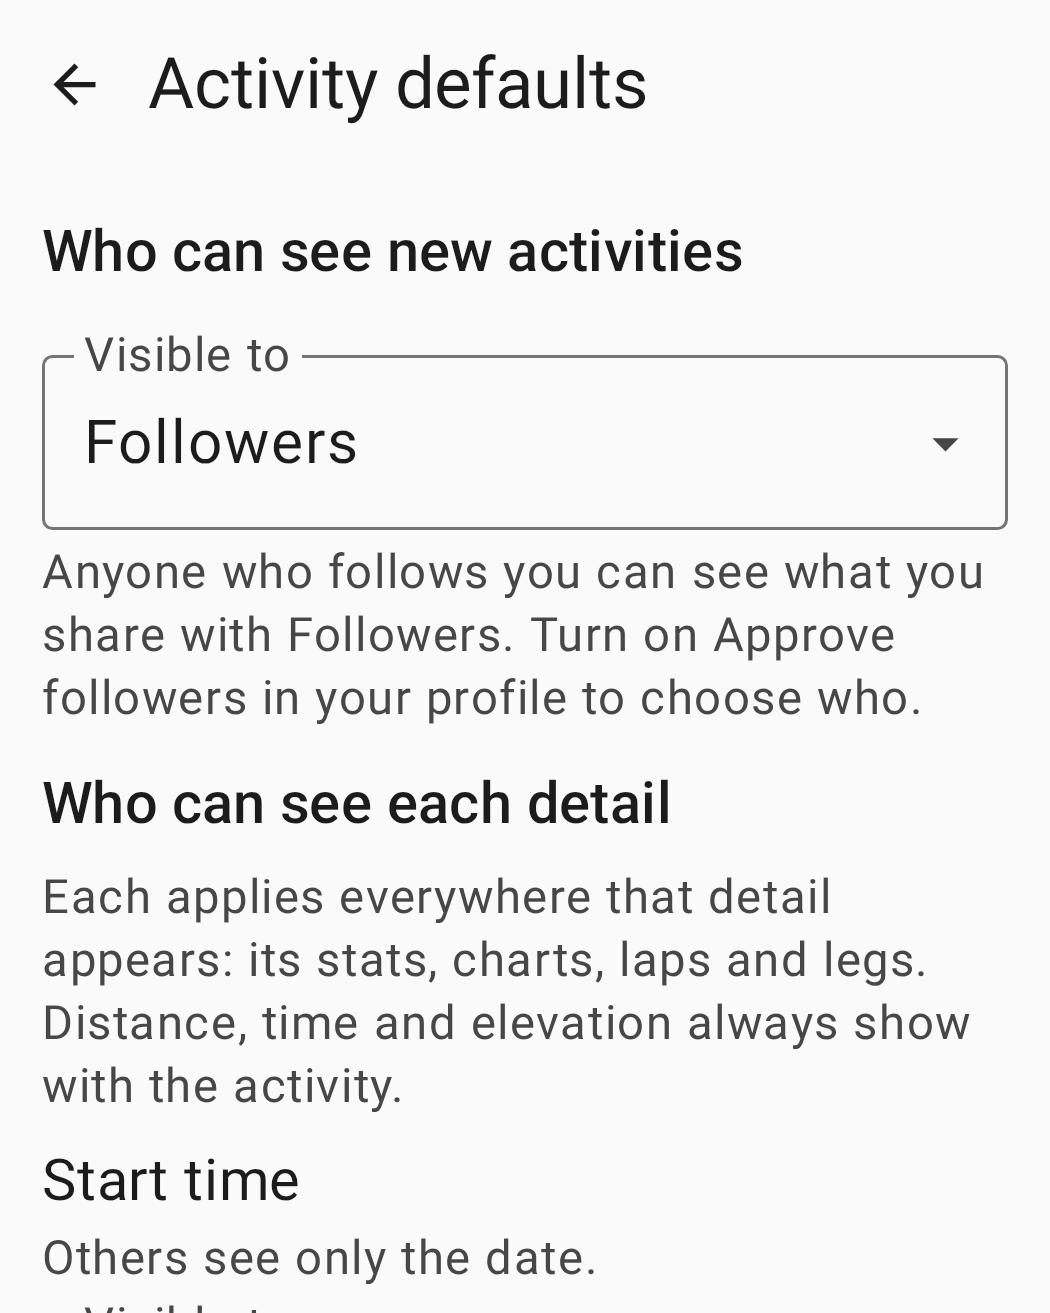 Activity defaults
Who can see new activities
Visible to
Followers
Anyone who follows you can see what you
share with Followers. Turn on Approve
followers in your profile to choose who.
Who can see each detail
Each applies everywhere that detail
appears: its stats, charts, laps and legs.
Distance, time and elevation always show
with the activity.
Start time
Others see only the date.